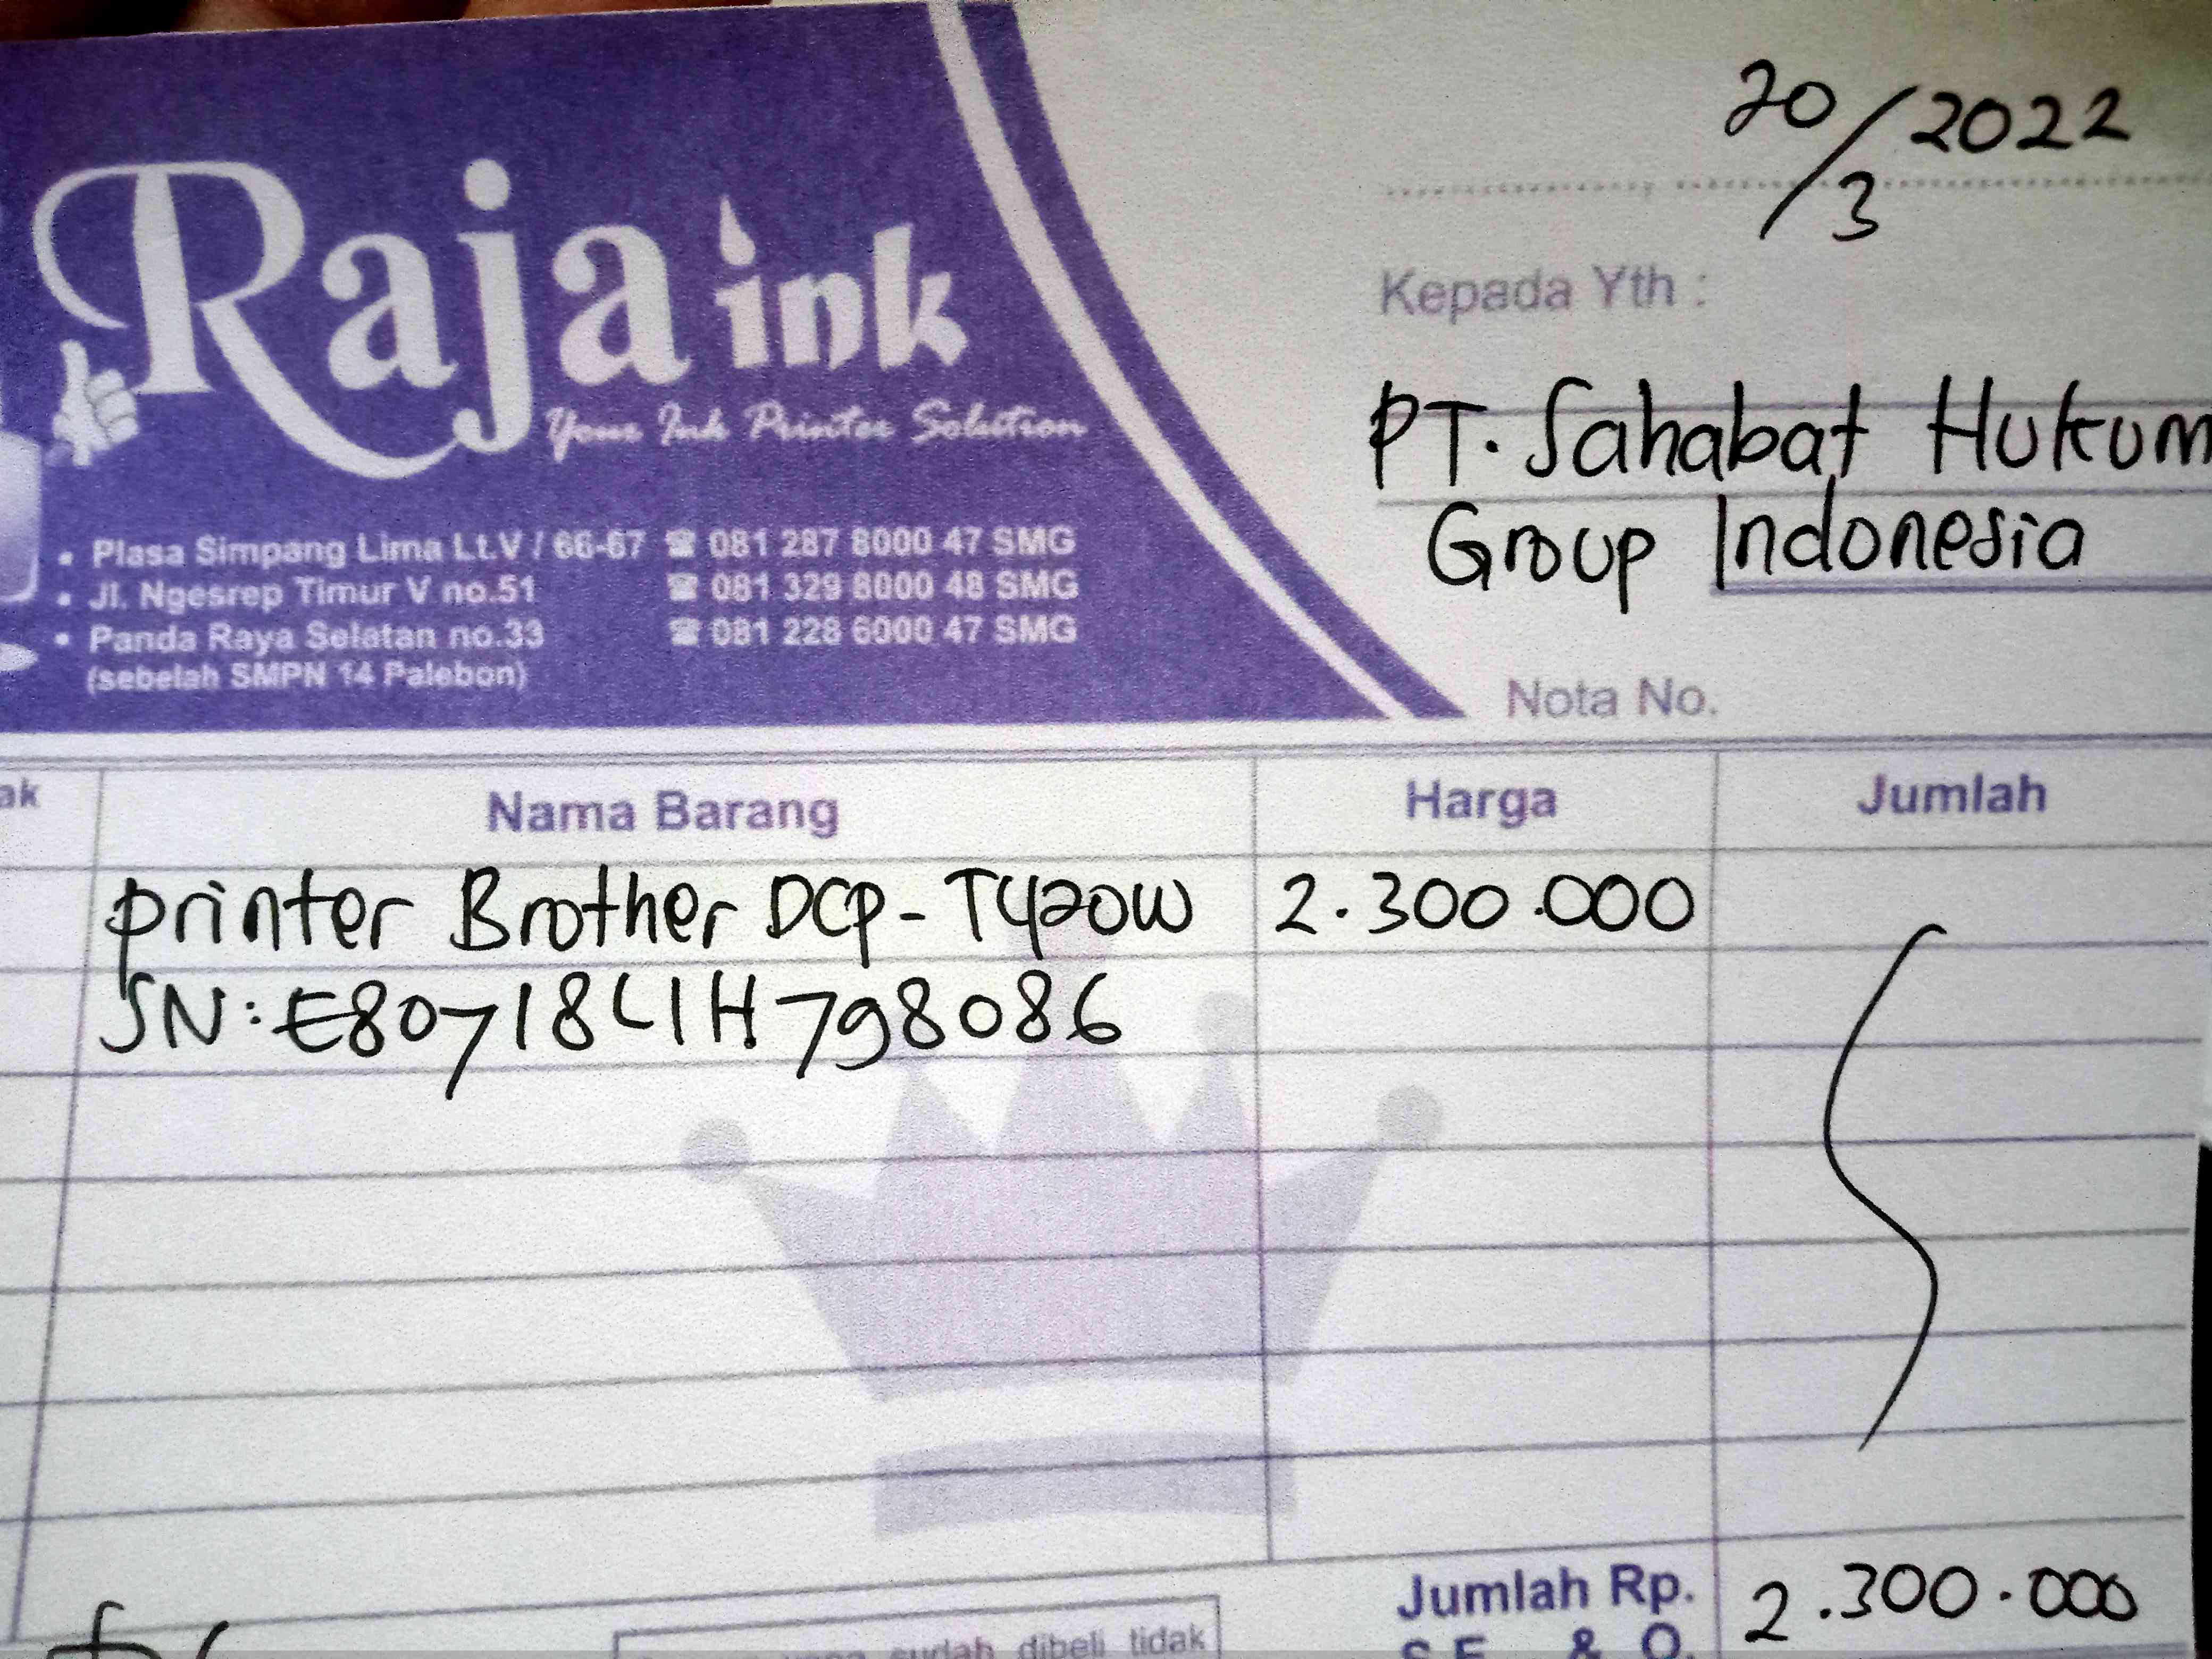 20/3 2022
Raja ink
Your Ink Printer Solution
• Plasa Simpang Lima Lt.V / 66-67 ☎ 081 287 8000 47 SMG
• Jl. Ngesrep Timur V no.51 ☎ 081 329 8000 48 SMG
• Panda Raya Selatan no.33 ☎ 081 228 6000 47 SMG
(sebelah SMPN 14 Palebon)
Kepada Yth :
PT. Sahabat Hukum
Group Indonesia
Nota No.
ak Nama Barang Harga Jumlah
printer Brother DCP-T420W 2.300.000
SN:E80718L1H798086
Jumlah Rp. 2.300.000
sudah dibeli tidak
S.E. & O.